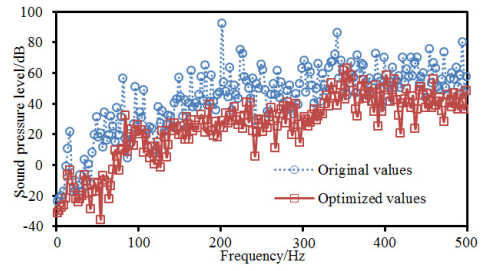 100
80
60
40
20
0
-20
-40
Sound pressure level/dB
Original values
Optimized values
0 100 200 300 400 500
Frequency/Hz